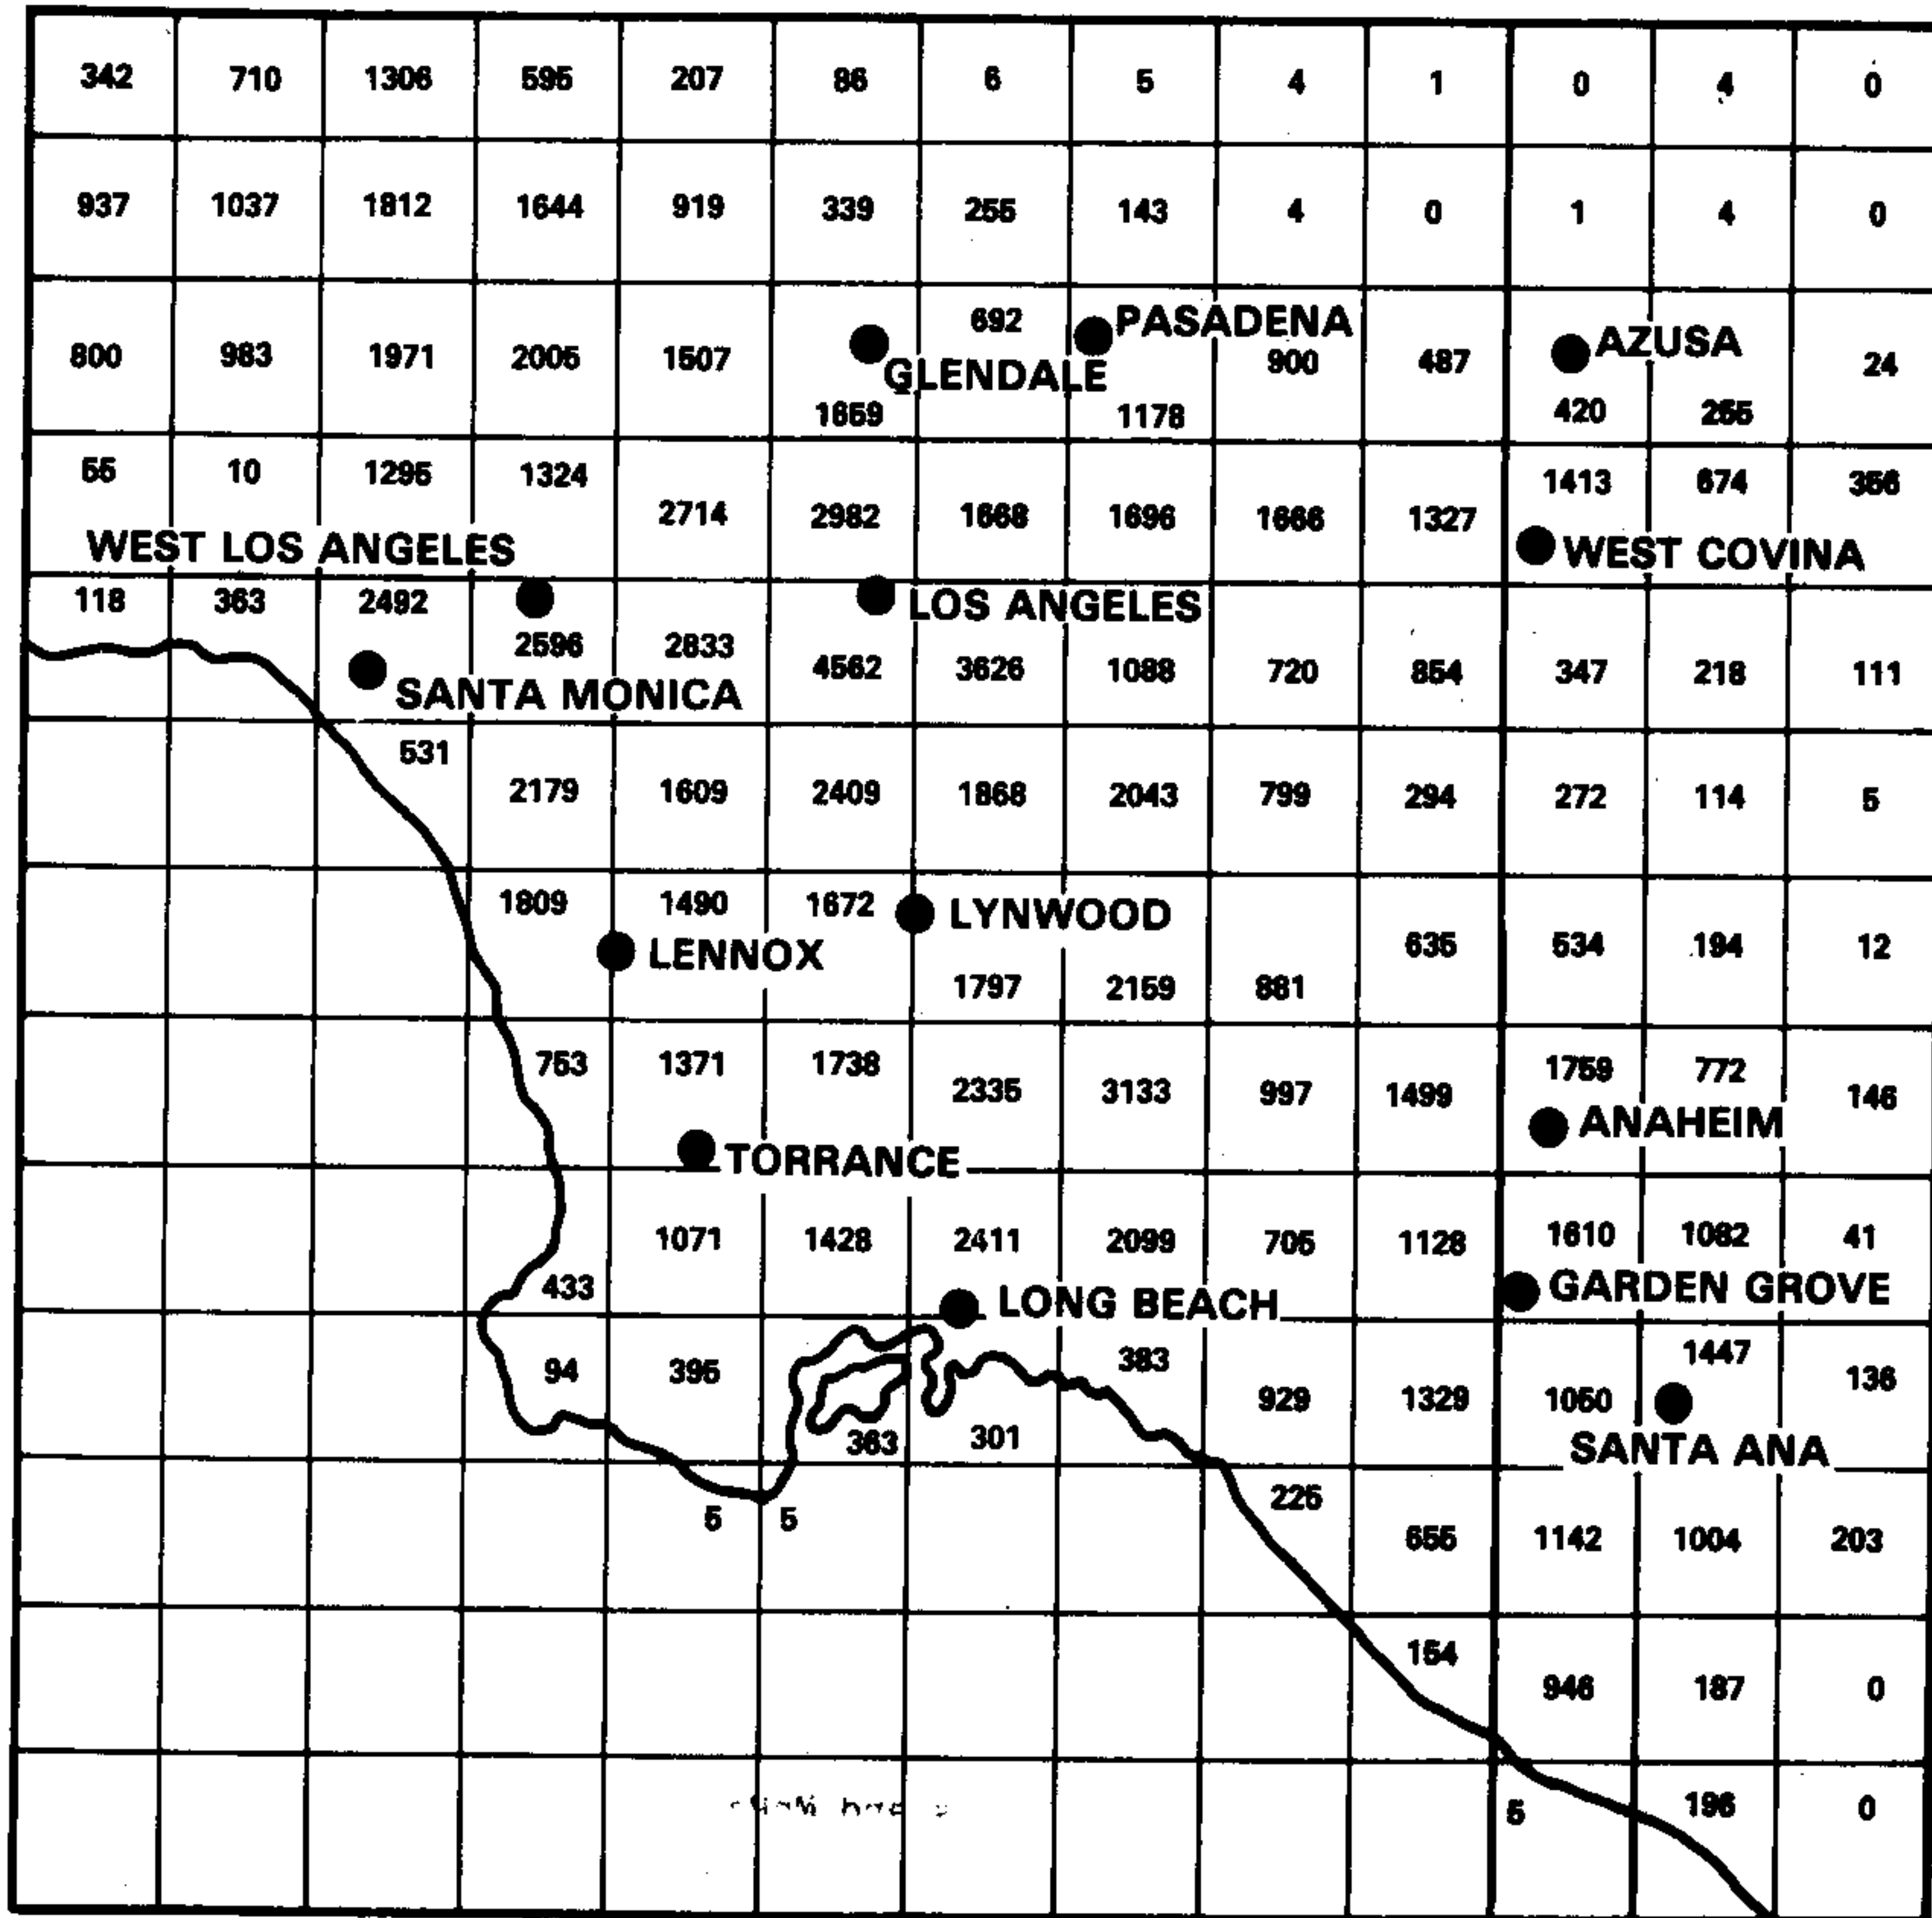 342 710 1306 595 207 86 6 5 4 1 0 4 0
937 1037 1812 1644 919 339 255 143 4 0 1 4 0
692 PASADENA
800 983 1971 2005 1507 GLENDALE 900 487 AZUSA 24
1659 1178 420 255
55 10 1295 1324 1413 674 356
2714 2982 1668 1696 1666 1327
WEST LOS ANGELES WEST COVINA
118 363 2492 LOS ANGELES
2596 2833 4562 3626 1088 720 854 347 218 111
SANTA MONICA
531
2179 1609 2409 1868 2043 799 294 272 114 5
1809 1490 1672 LYNWOOD
LENNOX 635 534 194 12
1797 2159 881
753 1371 1738 2335 3133 997 1499 1759 772 146
ANAHEIM
TORRANCE
1071 1428 2411 2099 705 1128 1610 1082 41
433 LONG BEACH GARDEN GROVE
94 395 383 1447 136
929 1329 1050
363 301 SANTA ANA
5 5 225
655 1142 1004 203
154
946 187 0
5 196 0